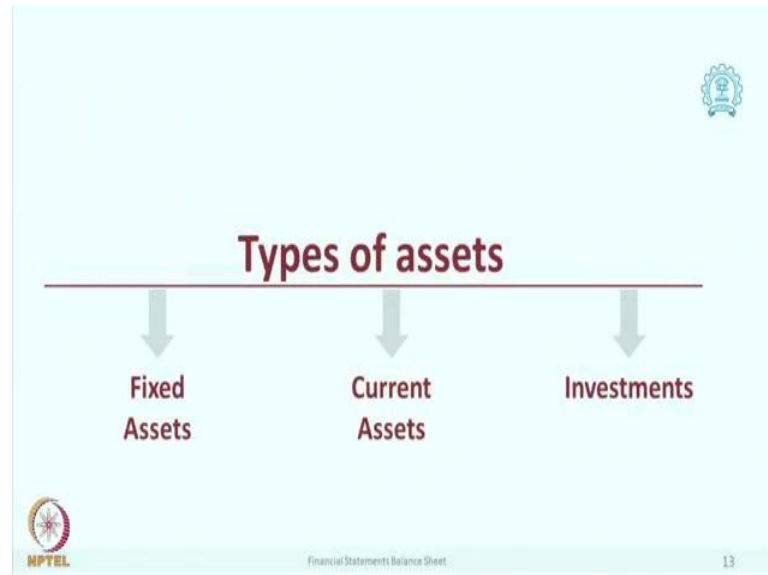 Types of assets
Fixed
Assets
Current
Assets
Investments
NPTEL
Financial Statements Balance Sheet
13